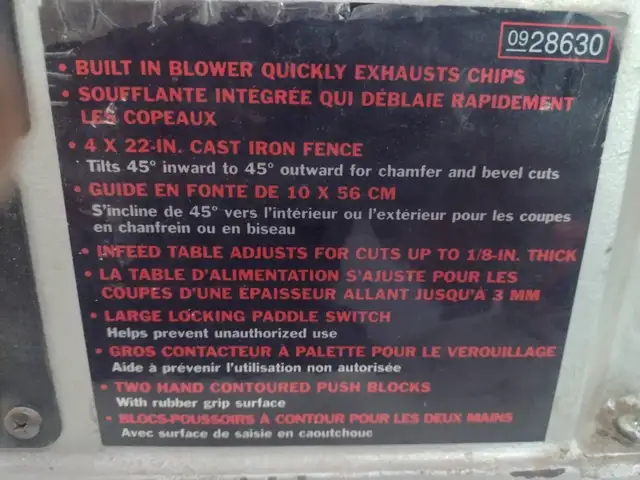 0928630
• BUILT IN BLOWER QUICKLY EXHAUSTS CHIPS
• SOUFFLANTE INTÉGRÉE QUI DÉBLAIE RAPIDEMENT
LES COPEAUX
• 4 X 22-IN. CAST IRON FENCE
Tilts 45° inward to 45° outward for chamfer and bevel cuts
• GUIDE EN FONTE DE 10 X 56 CM
S'incline de 45° vers l'intérieur ou l'extérieur pour les coupes
en chanfrein ou en biseau
• INFEED TABLE ADJUSTS FOR CUTS UP TO 1/8-IN. THICK
• LA TABLE D'ALIMENTATION S'AJUSTE POUR LES
COUPES D'UNE ÉPAISSEUR ALLANT JUSQU'À 3 MM
• LARGE LOCKING PADDLE SWITCH
Helps prevent unauthorized use
• GROS CONTACTEUR À PALETTE POUR LE VEROUILLAGE
Aide à prévenir l'utilisation non autorisée
• TWO HAND CONTOURED PUSH BLOCKS
With rubber grip surface
• BLOCS-POUSSOIRS À CONTOUR POUR LES DEUX MAINS
Avec surface de saisie en caoutchouc